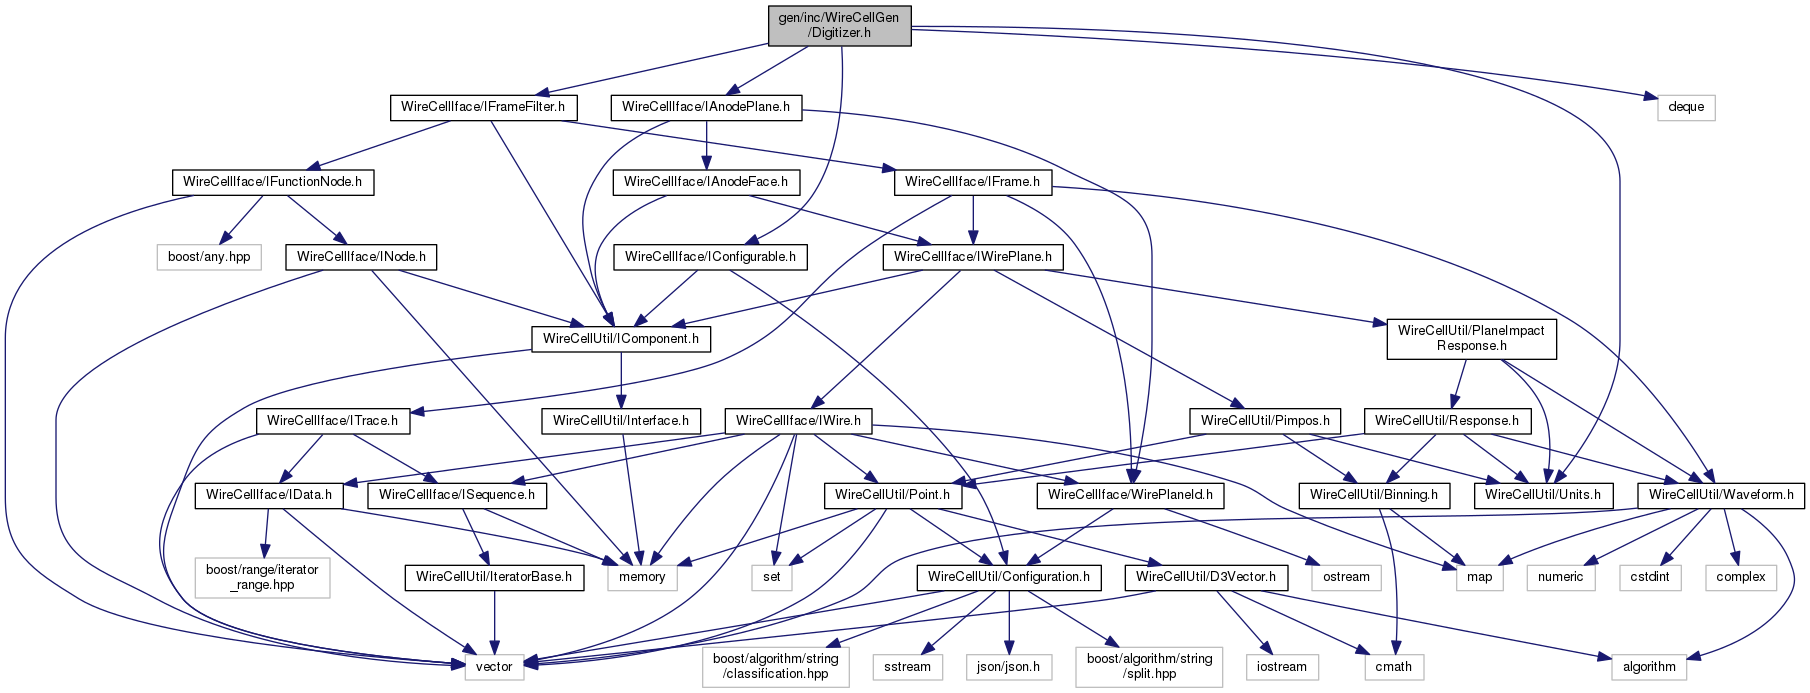 gen/inc/WireCellGen
/Digitizer.h
WireCellIface/IFrameFilter.h
WireCellIface/IAnodePlane.h
deque
WireCellIface/IFunctionNode.h
WireCellIface/IAnodeFace.h
WireCellIface/IFrame.h
boost/any.hpp
WireCellIface/INode.h
WireCellIface/IConfigurable.h
WireCellIface/IWirePlane.h
WireCellUtil/IComponent.h
WireCellUtil/PlaneImpact
Response.h
WireCellIface/ITrace.h
WireCellUtil/Interface.h
WireCellIface/IWire.h
WireCellUtil/Pimpos.h
WireCellUtil/Response.h
WireCellIface/IData.h
WireCellIface/ISequence.h
WireCellUtil/Point.h
WireCellIface/WirePlaneId.h
WireCellUtil/Binning.h
WireCellUtil/Units.h
WireCellUtil/Waveform.h
boost/range/iterator
_range.hpp
WireCellUtil/IteratorBase.h
memory
set
WireCellUtil/Configuration.h
WireCellUtil/D3Vector.h
ostream
map
numeric
cstdint
complex
vector
boost/algorithm/string
/classification.hpp
sstream
json/json.h
boost/algorithm/string
/split.hpp
iostream
cmath
algorithm